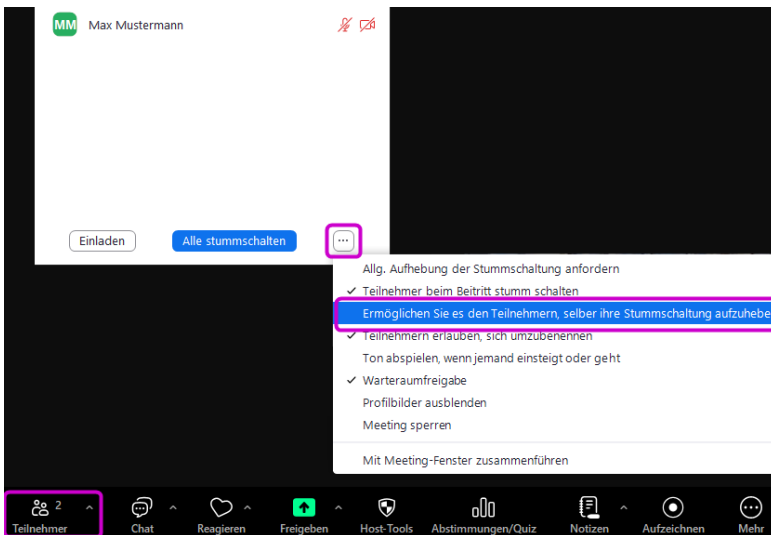 MM Max Mustermann
Einladen Alle stummschalten ...
Allg. Aufhebung der Stummschaltung anfordern
✓ Teilnehmer beim Beitritt stumm schalten
Ermöglichen Sie es den Teilnehmern, selber ihre Stummschaltung aufzuhebe
✓ Teilnehmern erlauben, sich umzubenennen
Ton abspielen, wenn jemand einsteigt oder geht
✓ Warteraumfreigabe
Profilbilder ausblenden
Meeting sperren
Mit Meeting-Fenster zusammenführen
2
Teilnehmer Chat Reagieren Freigeben Host-Tools Abstimmungen/Quiz Notizen Aufzeichnen Mehr